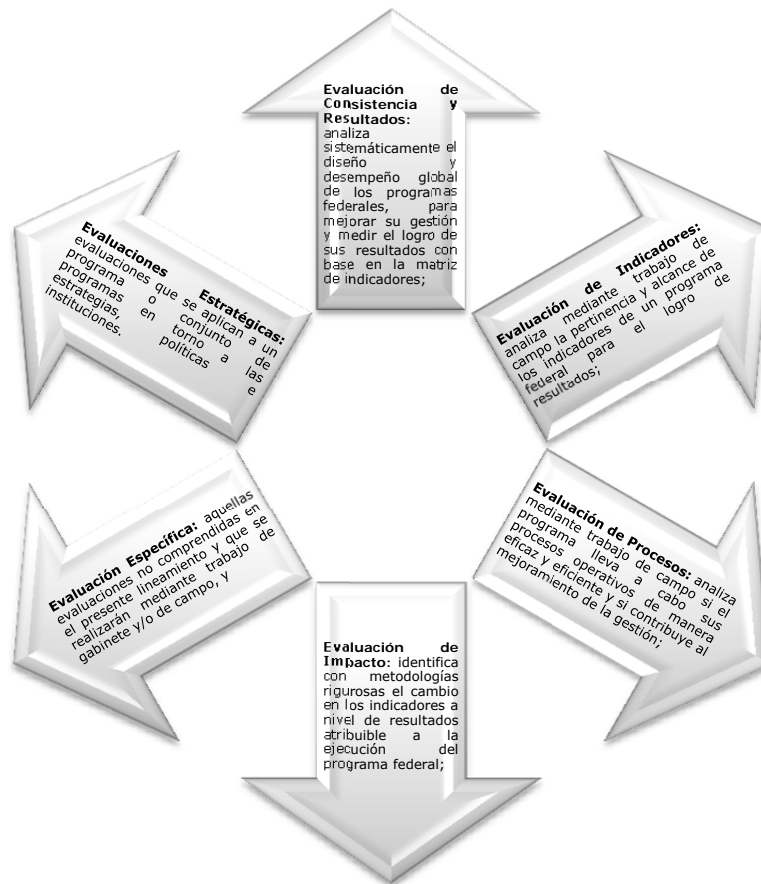 Evaluación de
Consistencia y
Resultados:
analiza
sistemáticamente el
diseño y
desempeño global
de los programas
federales, para
mejorar su gestión
y medir el logro de
sus resultados con
base en la matriz
de indicadores;
Evaluación de Indicadores:
analiza mediante trabajo de
campo la pertinencia y alcance de
los indicadores de un programa
federal para el logro de
resultados;
Evaluación de Procesos: analiza
mediante trabajo de campo si el
programa lleva a cabo sus
procesos operativos de manera
eficaz y eficiente y si contribuye al
mejoramiento de la gestión;
Evaluación de
Impacto: identifica
con metodologías
rigurosas el cambio
en los indicadores a
nivel de resultados
atribuible a la
ejecución del
programa federal;
Evaluación Específica: aquellas
evaluaciones no comprendidas en
el presente lineamiento y que se
realizarán mediante trabajo de
gabinete y/o de campo, y
Evaluaciones Estratégicas:
evaluaciones que se aplican a un
programa o conjunto de
programas en torno a las
estrategias, políticas e
instituciones.